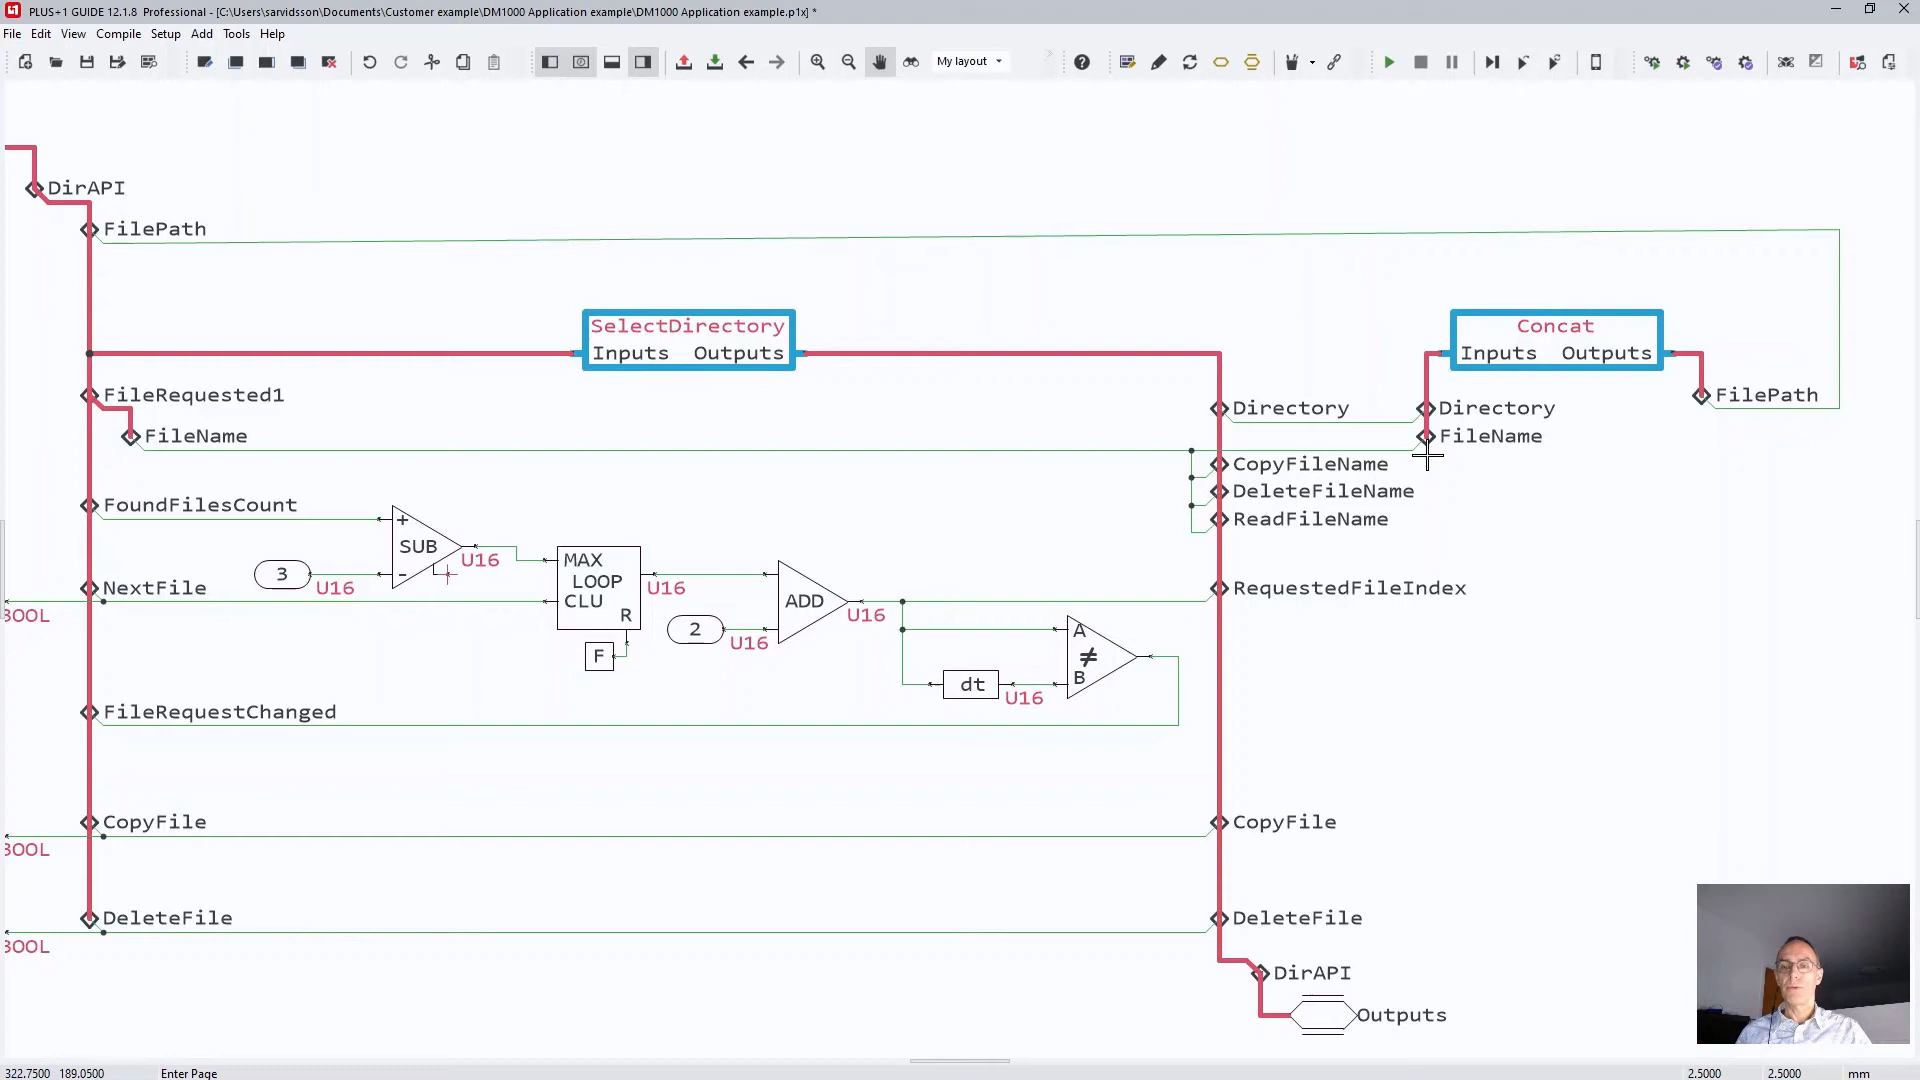 PLUS+1 GUIDE 12.1.8 Professional - [C:\Users\sarvidsson\Documents\Customer example\DM1000 Application example\DM1000 Application example.p1x] *
File Edit View Compile Setup Add Tools Help
My layout
DirAPI
FilePath
SelectDirectory
Inputs Outputs
Concat
Inputs Outputs
FileRequested1
FilePath
Directory
Directory
FileName
FileName
CopyFileName
DeleteFileName
ReadFileName
FoundFilesCount
+
SUB
-
U16
3
U16
MAX
LOOP
CLU
R
U16
F
NextFile
BOOL
2
U16
ADD
U16
RequestedFileIndex
A
≠
B
dt
U16
FileRequestChanged
CopyFile
BOOL
CopyFile
DeleteFile
BOOL
DeleteFile
DirAPI
Outputs
322.7500 189.0500 Enter Page 2.5000 2.5000 mm